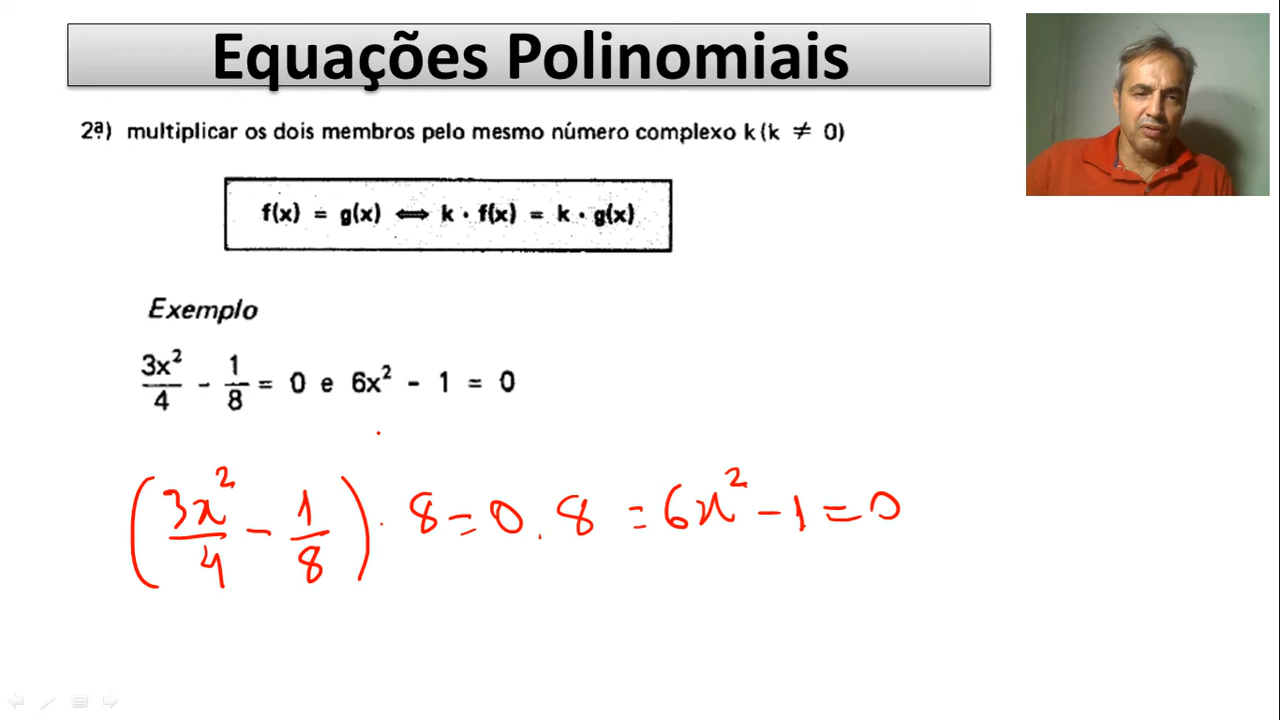 Equações Polinomiais
2ª) multiplicar os dois membros pelo mesmo número complexo k (k ≠ 0)
f(x) = g(x) ⟺ k · f(x) = k · g(x)
Exemplo
3x²/4 - 1/8 = 0 e 6x² - 1 = 0
(3x²/4 - 1/8) · 8 = 0 . 8 = 6x² - 1 = 0